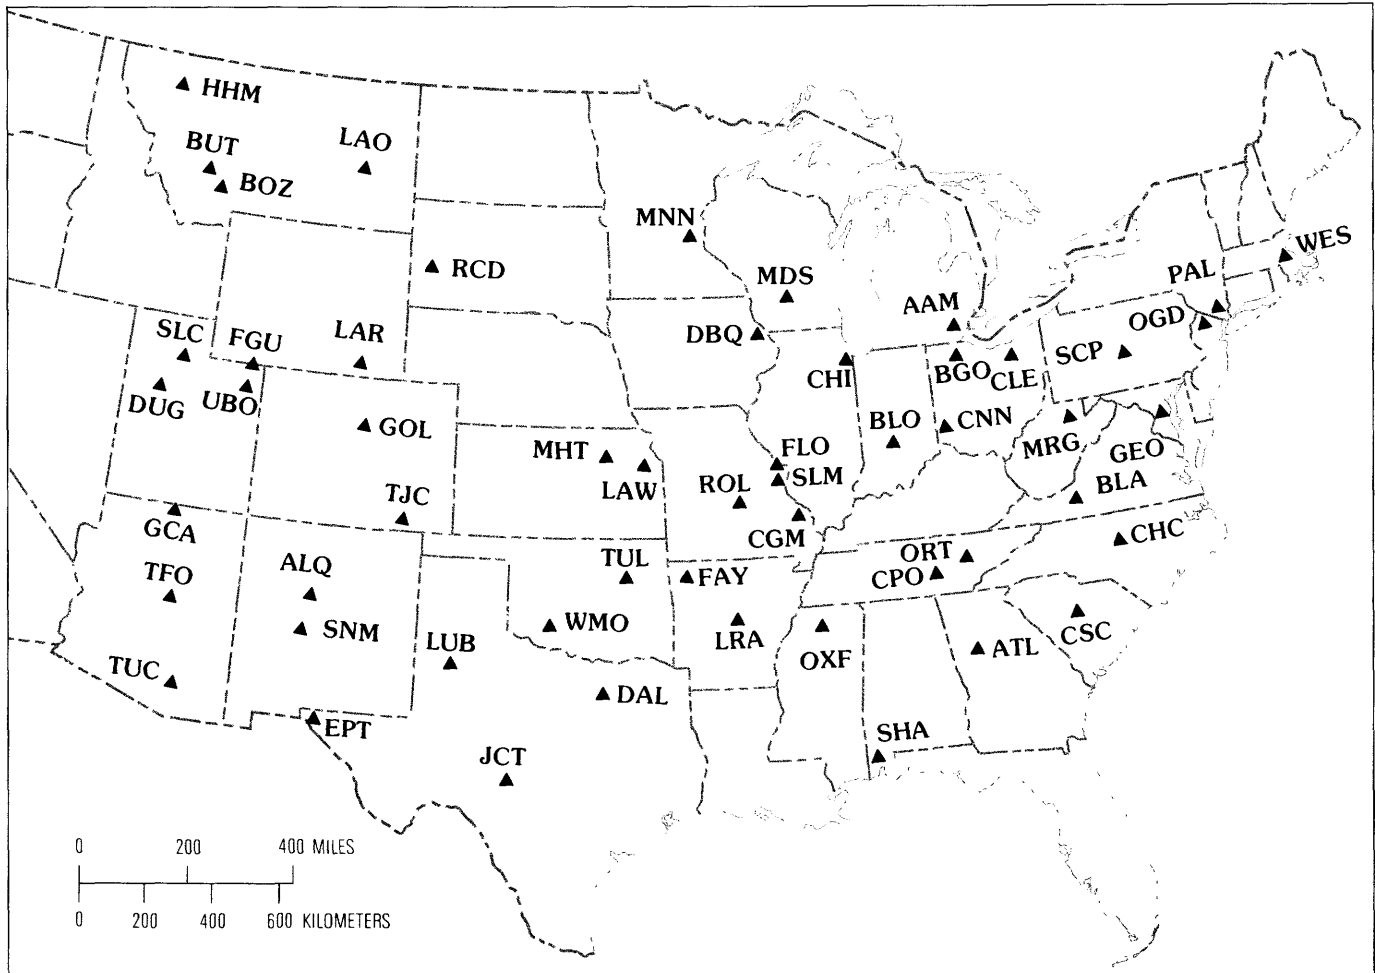 HHM
BUT
LAO
BOZ
MNN
WES
RCD
MDS
PAL
AAM
OGD
SLC
FGU
LAR
DBQ
SCP
CHI
BGO
CLE
DUG
UBO
GOL
BLO
CNN
MRG
GEO
MHT
LAW
FLO
SLM
ROL
BLA
TJC
GCA
CGM
CHC
ALQ
TUL
ORT
TFO
FAY
CPO
SNM
WMO
LUB
LRA
OXF
ATL
CSC
TUC
DAL
EPT
SHA
JCT
0 200 400 MILES
0 200 400 600 KILOMETERS